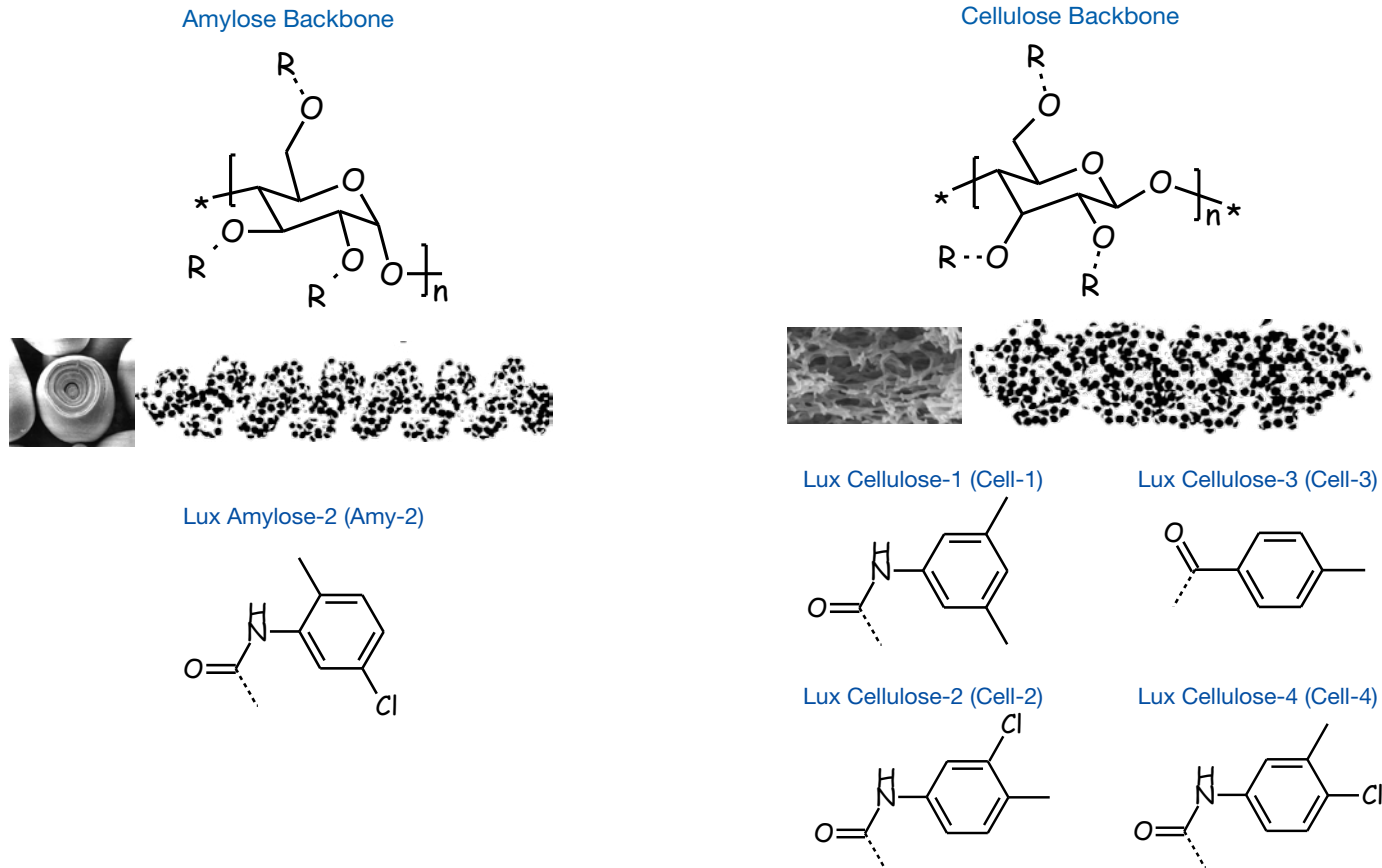 Amylose Backbone
R
O
O
*
O
R
O
R
O
n
Cellulose Backbone
R
O
O
O
*
n
*
R
O
O
R
Lux Amylose-2 (Amy-2)
H
N
O
Cl
Lux Cellulose-1 (Cell-1)
H
N
O
Lux Cellulose-3 (Cell-3)
O
Lux Cellulose-2 (Cell-2)
Cl
H
N
O
Lux Cellulose-4 (Cell-4)
H
N
Cl
O